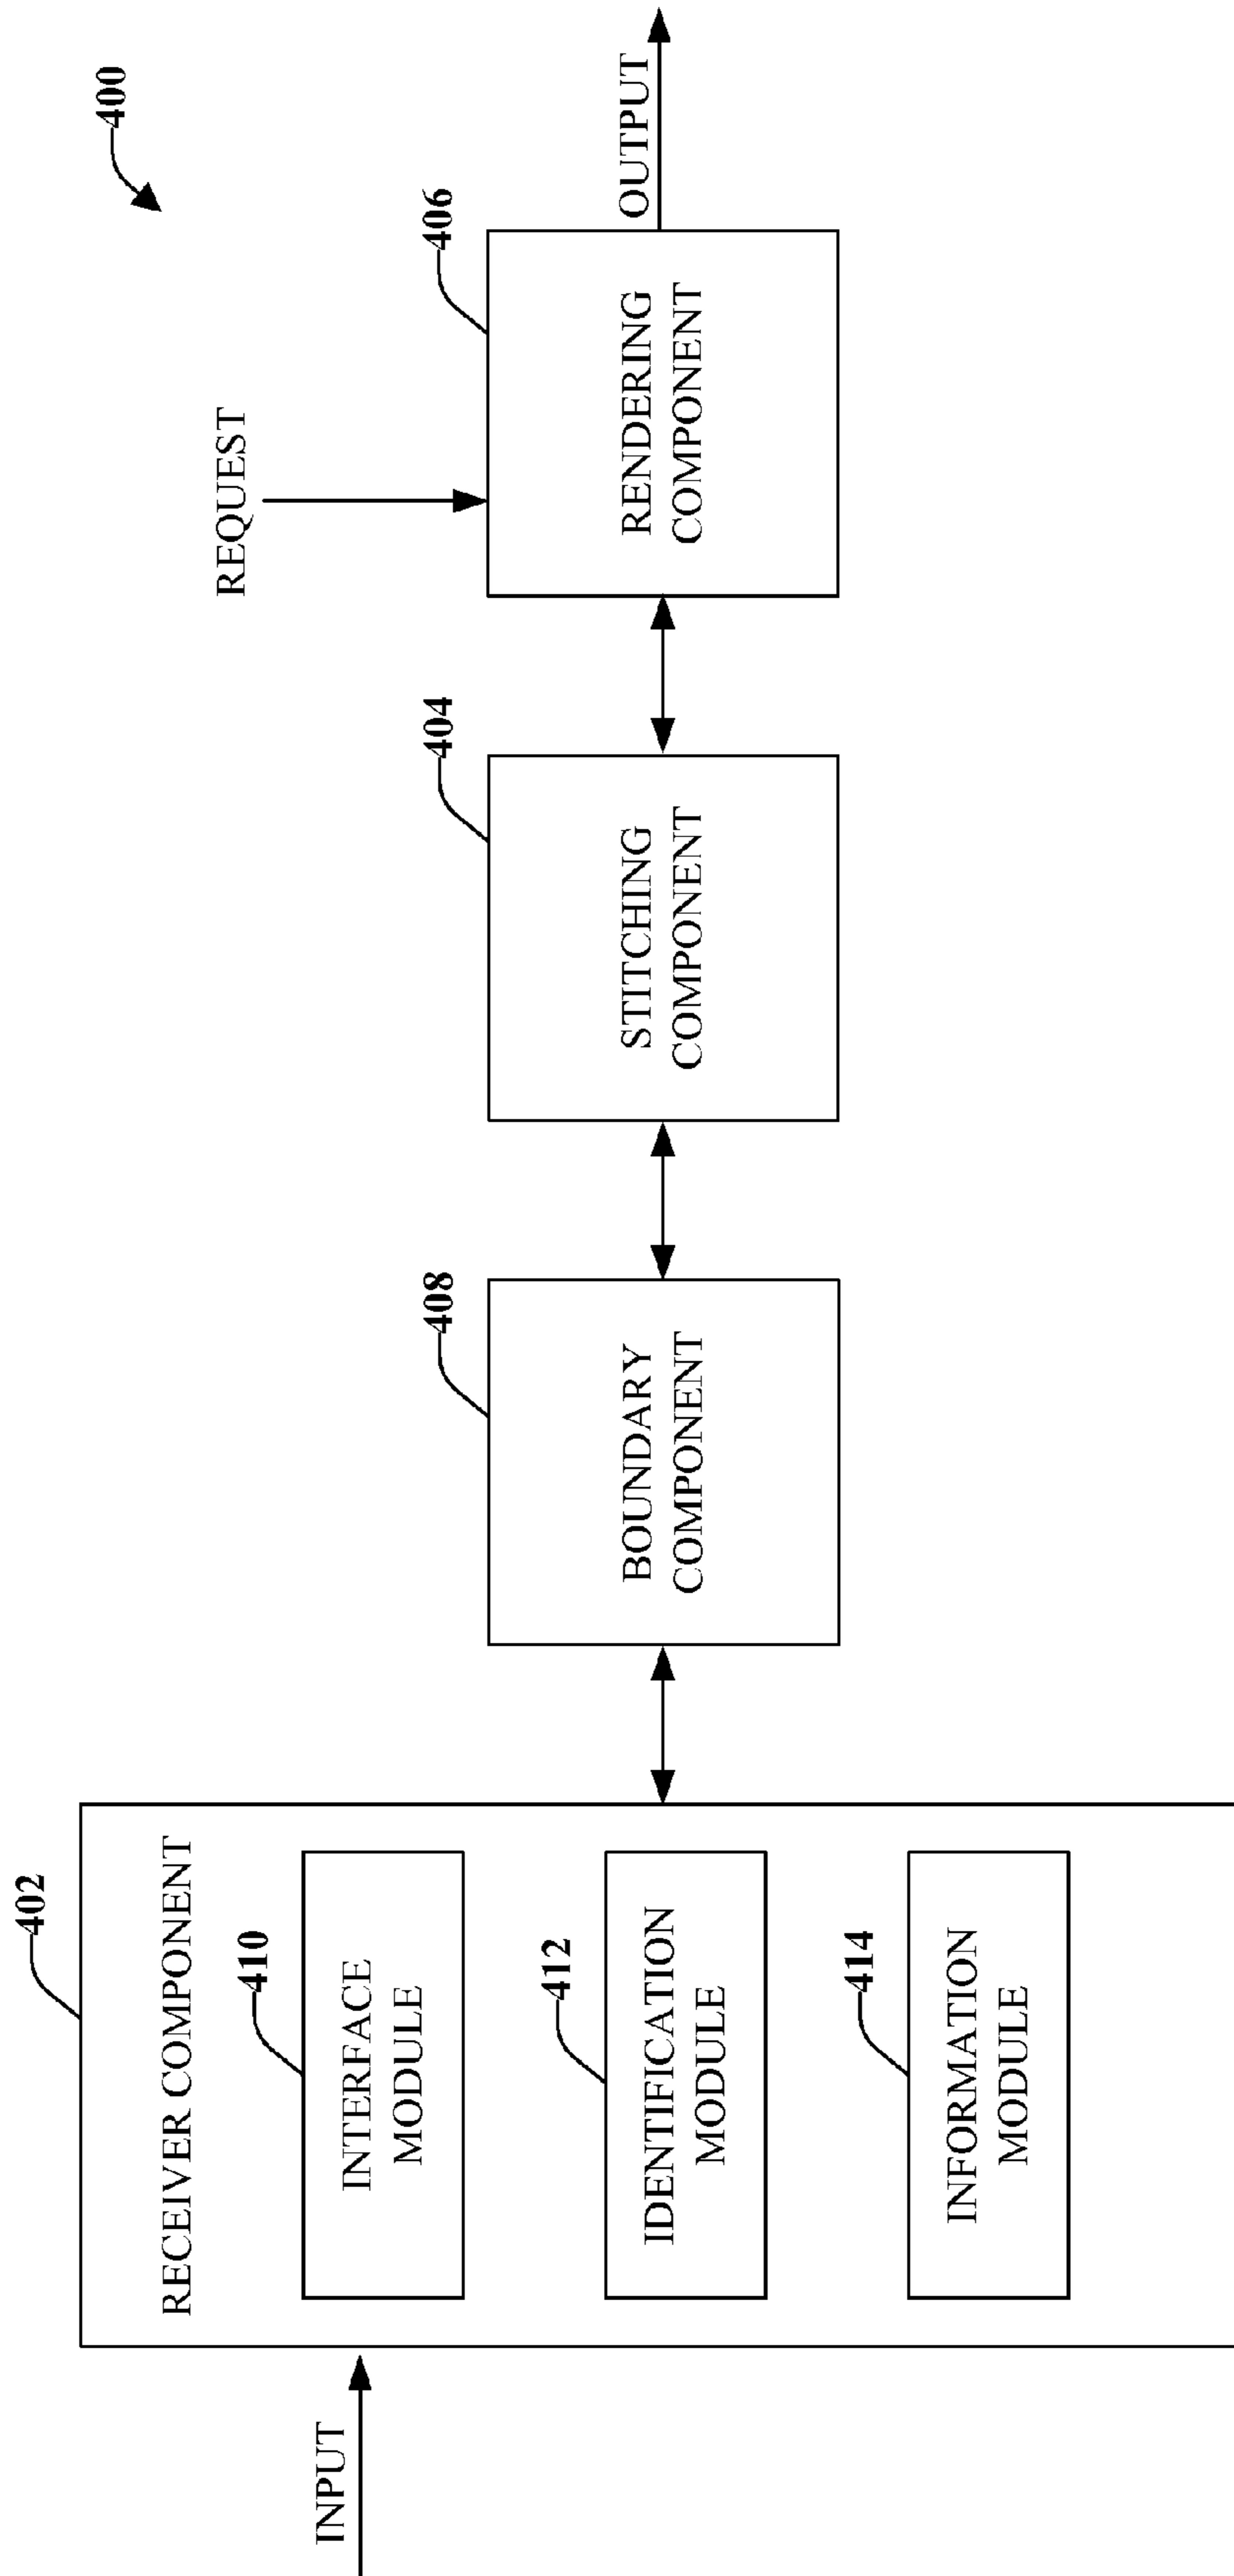 400
402
RECEIVER COMPONENT
INPUT
410
INTERFACE
MODULE
412
IDENTIFICATION
MODULE
414
INFORMATION
MODULE
408
BOUNDARY
COMPONENT
404
STITCHING
COMPONENT
REQUEST
406
RENDERING
COMPONENT
OUTPUT